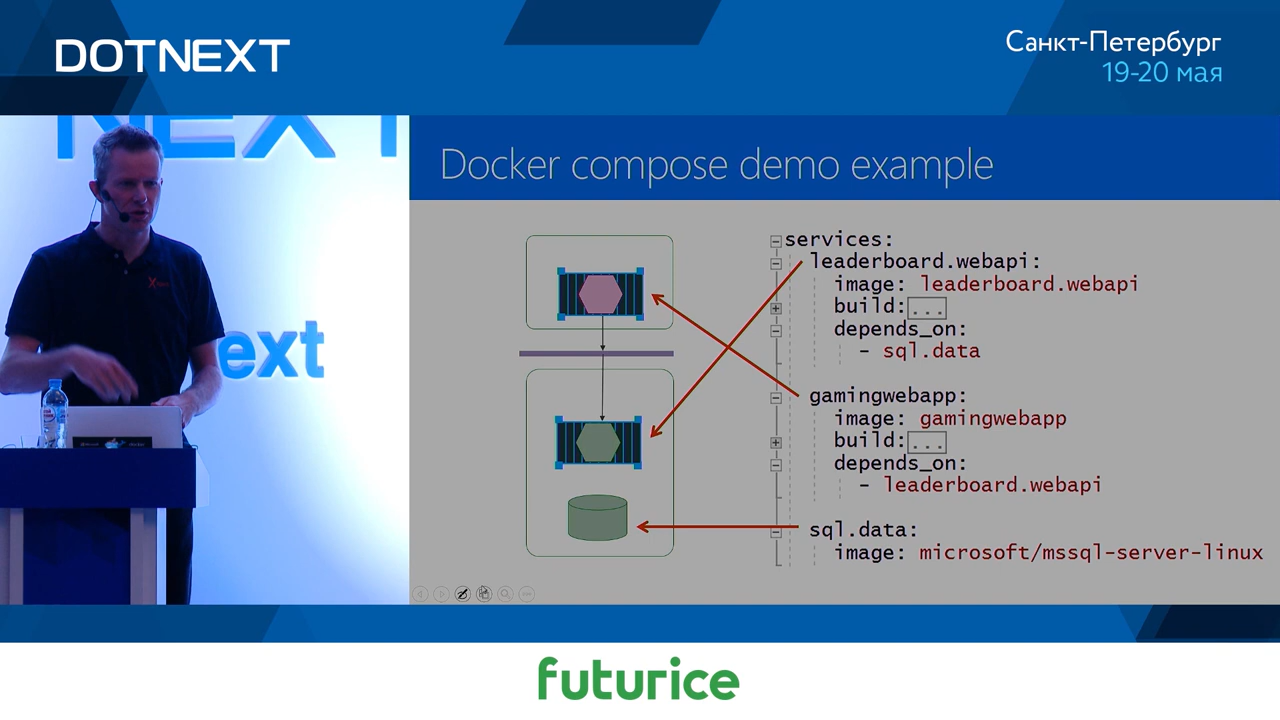 DOTNEXT
Санкт-Петербург
19-20 мая
NEXT
ext
Docker compose demo example
services:
leaderboard.webapi:
image: leaderboard.webapi
build:...
depends_on:
- sql.data
gamingwebapp:
image: gamingwebapp
build:...
depends_on:
- leaderboard.webapi
sql.data:
image: microsoft/mssql-server-linux
futurice